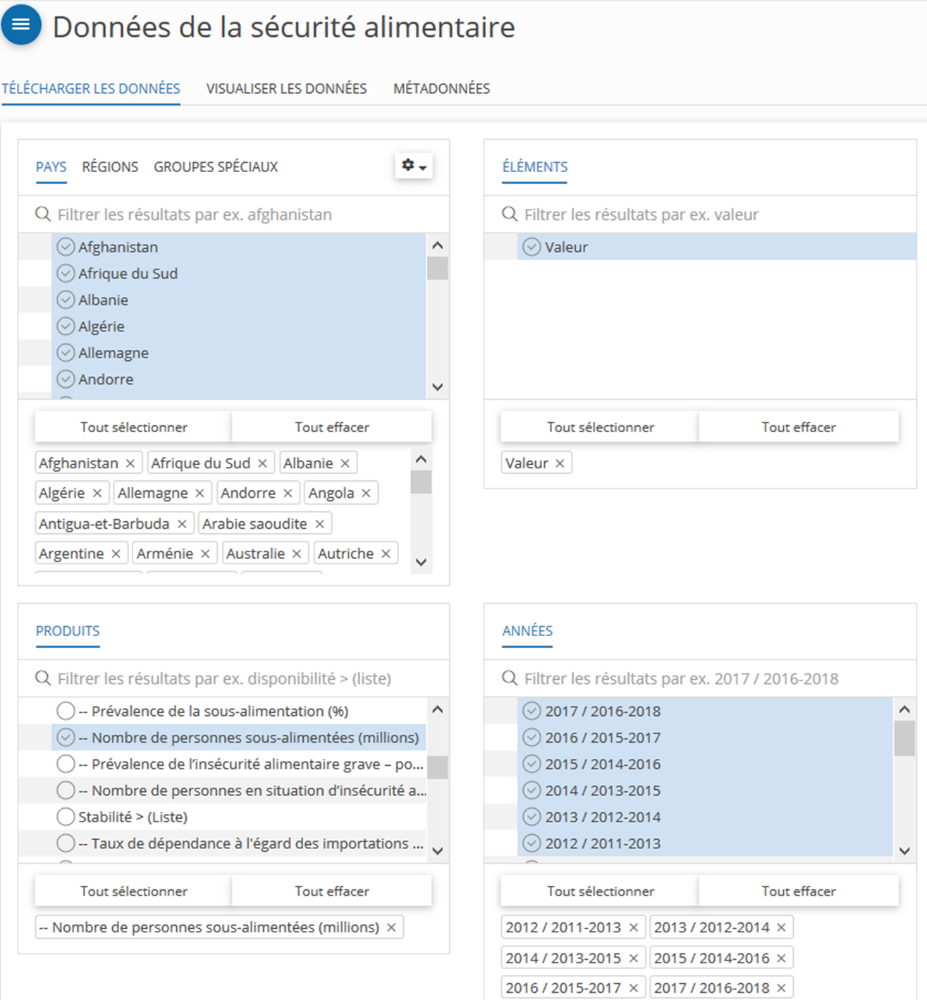 Données de la sécurité alimentaire
TÉLÉCHARGER LES DONNÉES VISUALISER LES DONNÉES MÉTADONNÉES
PAYS RÉGIONS GROUPES SPÉCIAUX
Filtrer les résultats par ex. afghanistan
Afghanistan
Afrique du Sud
Albanie
Algérie
Allemagne
Andorre
Tout sélectionner Tout effacer
Afghanistan × Afrique du Sud × Albanie ×
Algérie × Allemagne × Andorre × Angola ×
Antigua-et-Barbuda × Arabie saoudite ×
Argentine × Arménie × Australie × Autriche ×
ÉLÉMENTS
Filtrer les résultats par ex. valeur
Valeur
Tout sélectionner Tout effacer
Valeur ×
PRODUITS
Filtrer les résultats par ex. disponibilité > (liste)
-- Prévalence de la sous-alimentation (%)
-- Nombre de personnes sous-alimentées (millions)
-- Prévalence de l’insécurité alimentaire grave – po...
-- Nombre de personnes en situation d’insécurité a...
Stabilité > (Liste)
-- Taux de dépendance à l'égard des importations ...
Tout sélectionner Tout effacer
-- Nombre de personnes sous-alimentées (millions) ×
ANNÉES
Filtrer les résultats par ex. 2017 / 2016-2018
2017 / 2016-2018
2016 / 2015-2017
2015 / 2014-2016
2014 / 2013-2015
2013 / 2012-2014
2012 / 2011-2013
Tout sélectionner Tout effacer
2012 / 2011-2013 × 2013 / 2012-2014 ×
2014 / 2013-2015 × 2015 / 2014-2016 ×
2016 / 2015-2017 × 2017 / 2016-2018 ×